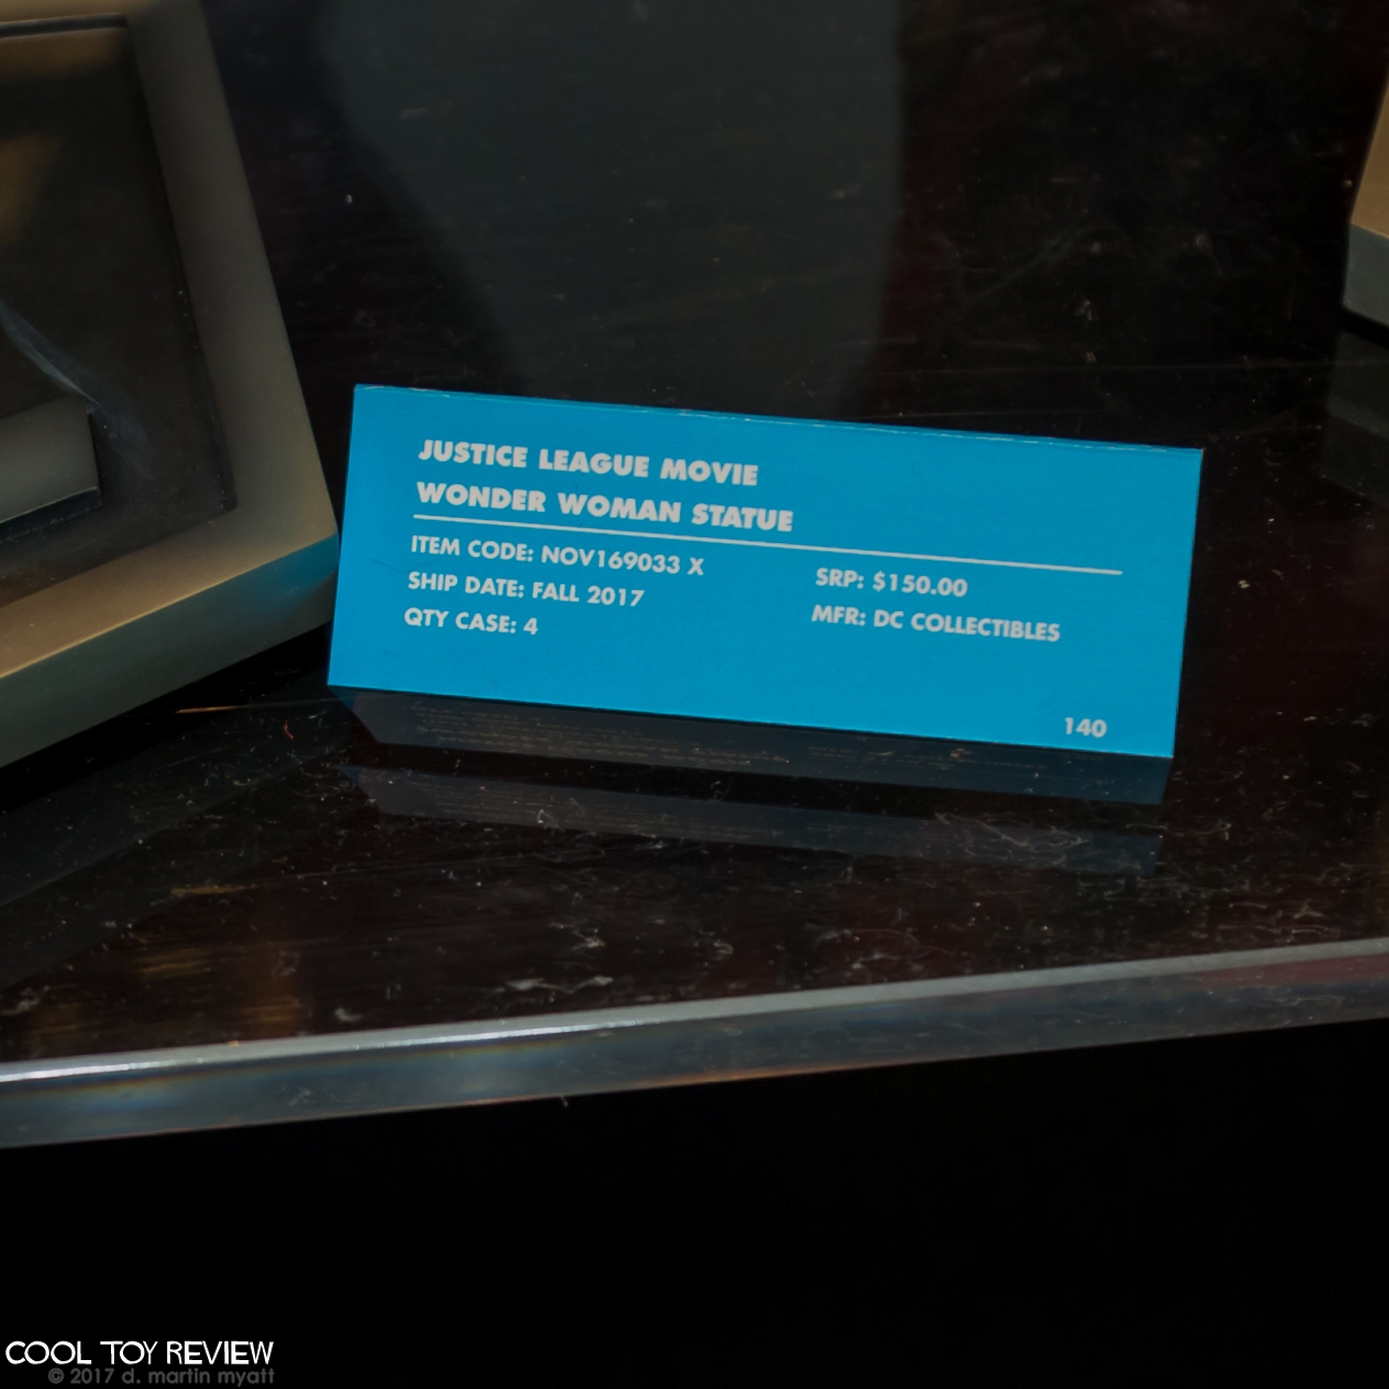 JUSTICE LEAGUE MOVIE
WONDER WOMAN STATUE
ITEM CODE: NOV169033 X
SHIP DATE: FALL 2017
QTY CASE: 4
SRP: $150.00
MFR: DC COLLECTIBLES
140
COOL TOY REVIEW
© 2017 d. martin myatt